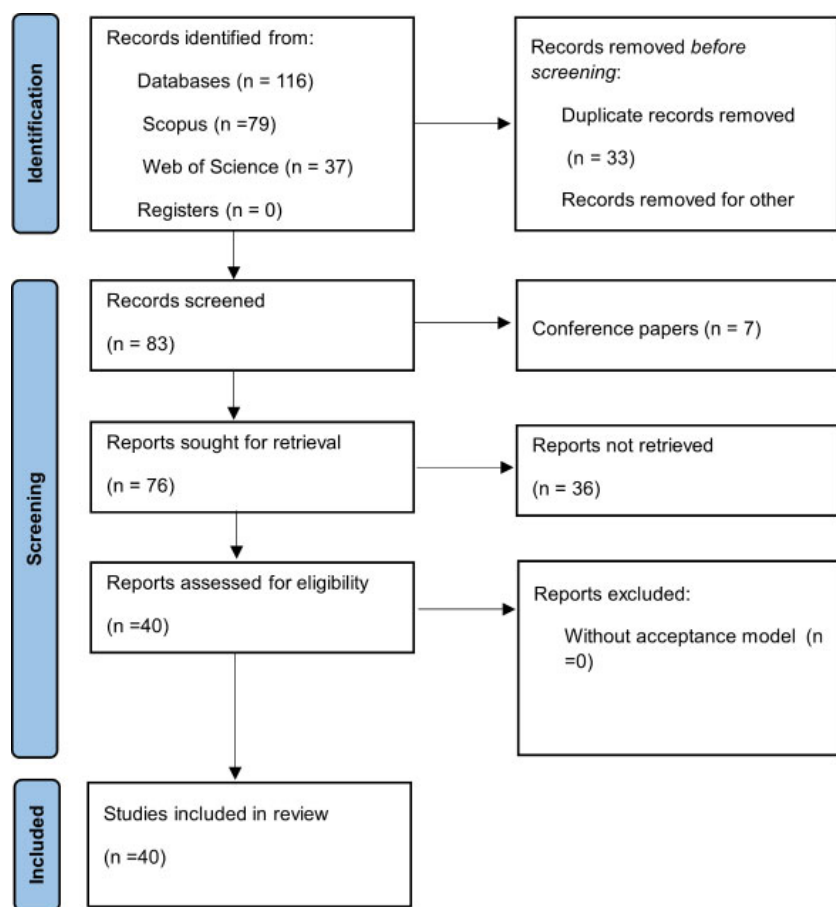 Identification
Records identified from:
Databases (n = 116)
Scopus (n =79)
Web of Science (n = 37)
Registers (n = 0)
Records removed before
screening:
Duplicate records removed
(n = 33)
Records removed for other
Screening
Records screened
(n = 83)
Conference papers (n = 7)
Reports sought for retrieval
(n = 76)
Reports not retrieved
(n = 36)
Reports assessed for eligibility
(n =40)
Reports excluded:
Without acceptance model (n
=0)
Included
Studies included in review
(n =40)